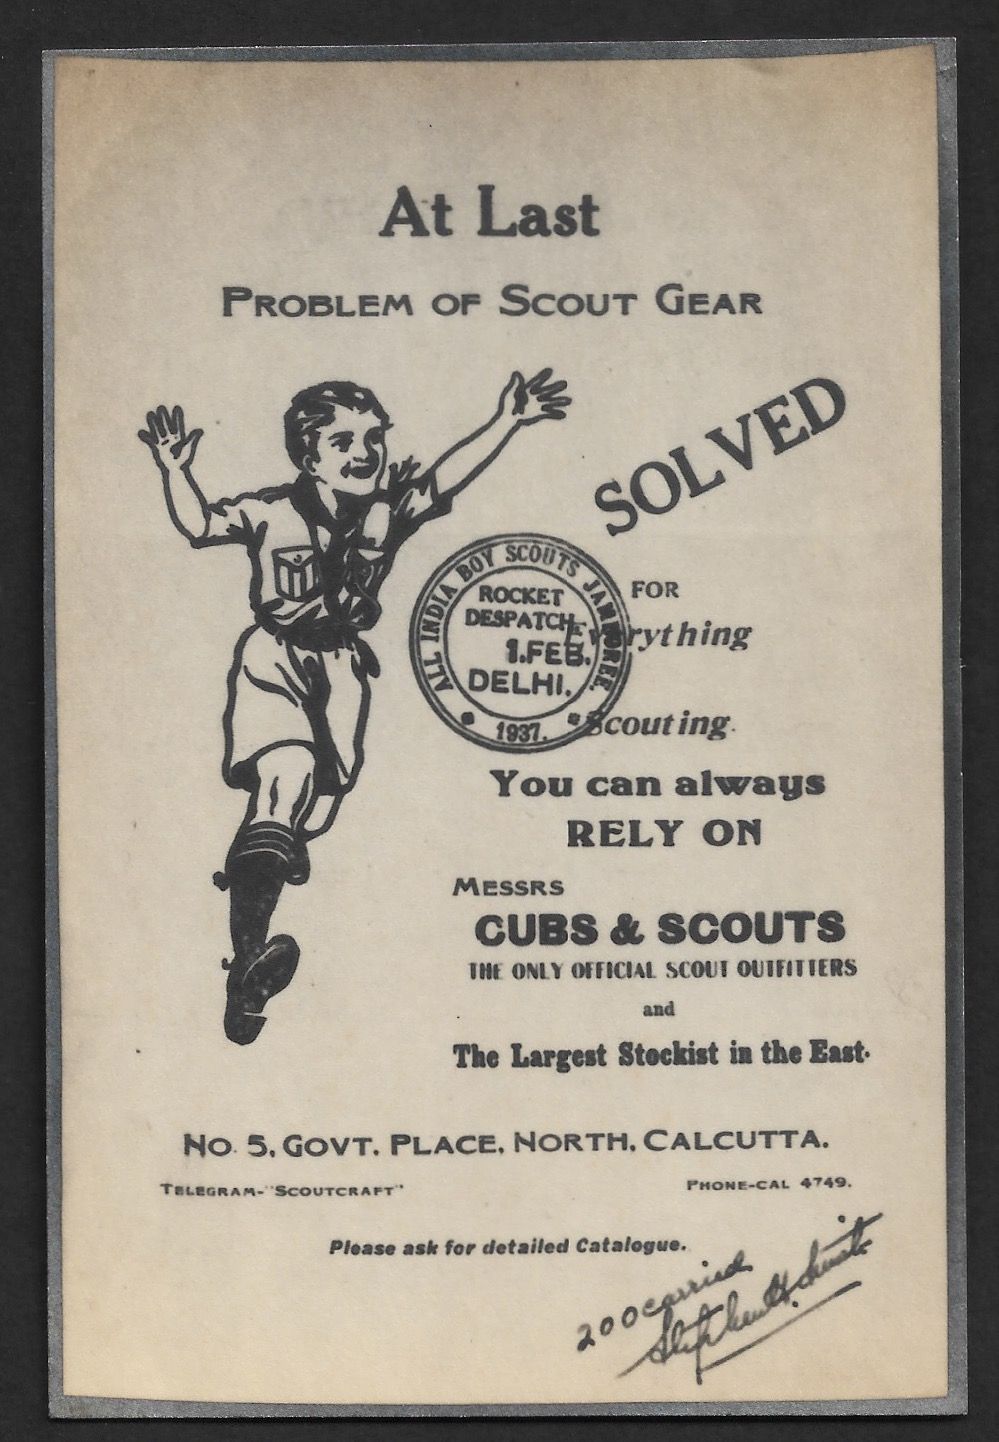 At Last
PROBLEM OF SCOUT GEAR
SOLVED
FOR
Everything
Scouting.
ALL INDIA BOY SCOUTS JAMBOREE.
ROCKET
DESPATCH
1.FEB.
DELHI.
1937.
You can always
RELY ON
MESSRS
CUBS & SCOUTS
THE ONLY OFFICIAL SCOUT OUTFITTERS
and
The Largest Stockist in the East.
NO. 5, GOVT. PLACE, NORTH, CALCUTTA.
TELEGRAM-"SCOUTCRAFT"
PHONE-CAL 4749.
Please ask for detailed Catalogue.
200 carried
Stephen H. Smith